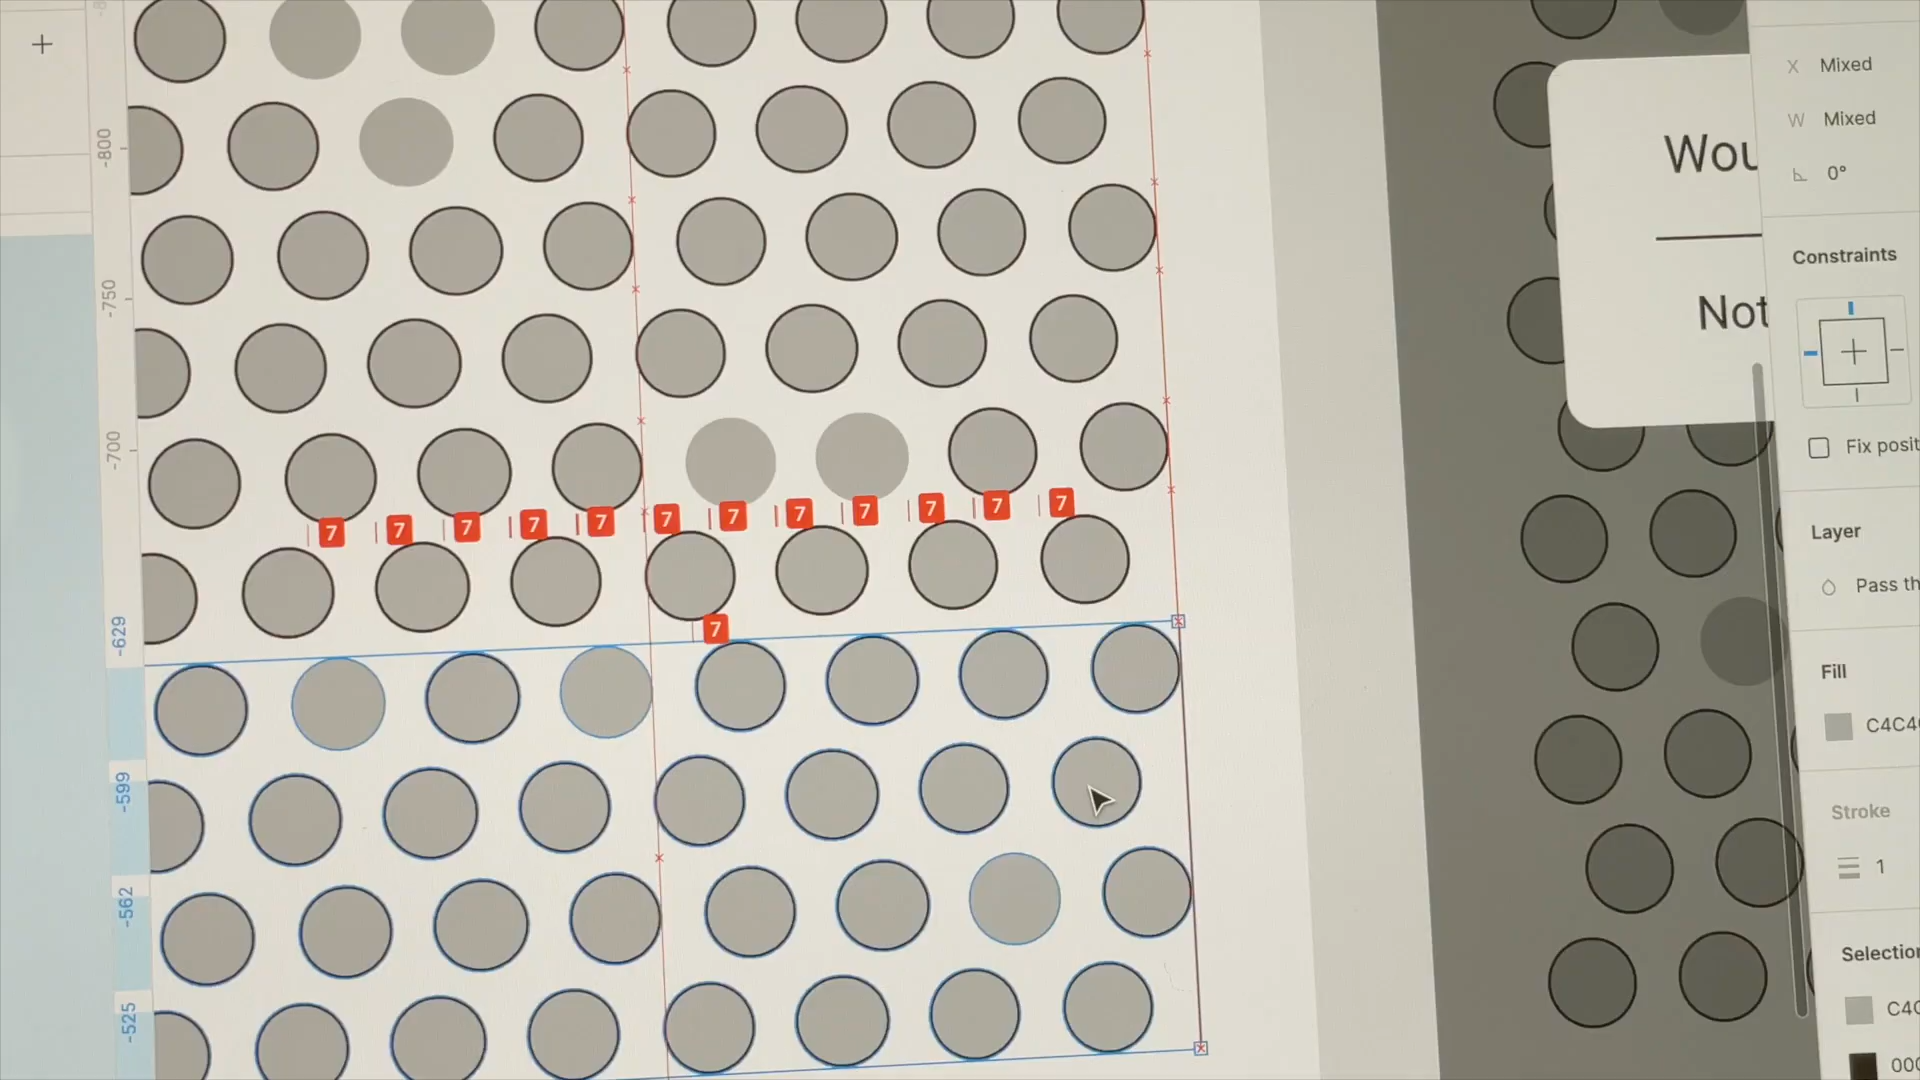 -800
-750
-700
-629
-599
-562
-525
7 7 7 7 7 7 7 7 7 7 7 7
7
Wou
Not
X Mixed
W Mixed
0°
Constraints
Fix posit
Layer
Pass th
Fill
C4C4
Stroke
1
Selection
C4C
000